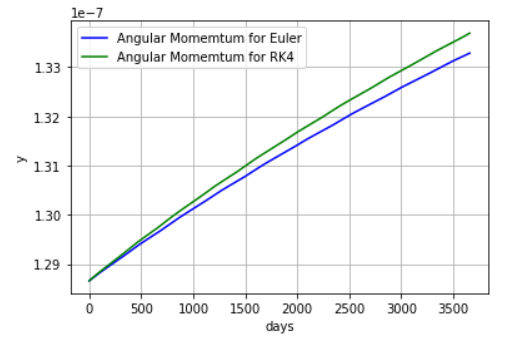 1e−7
Angular Momemtum for Euler
Angular Momemtum for RK4
1.33
1.32
1.31
1.30
1.29
y
0 500 1000 1500 2000 2500 3000 3500
days